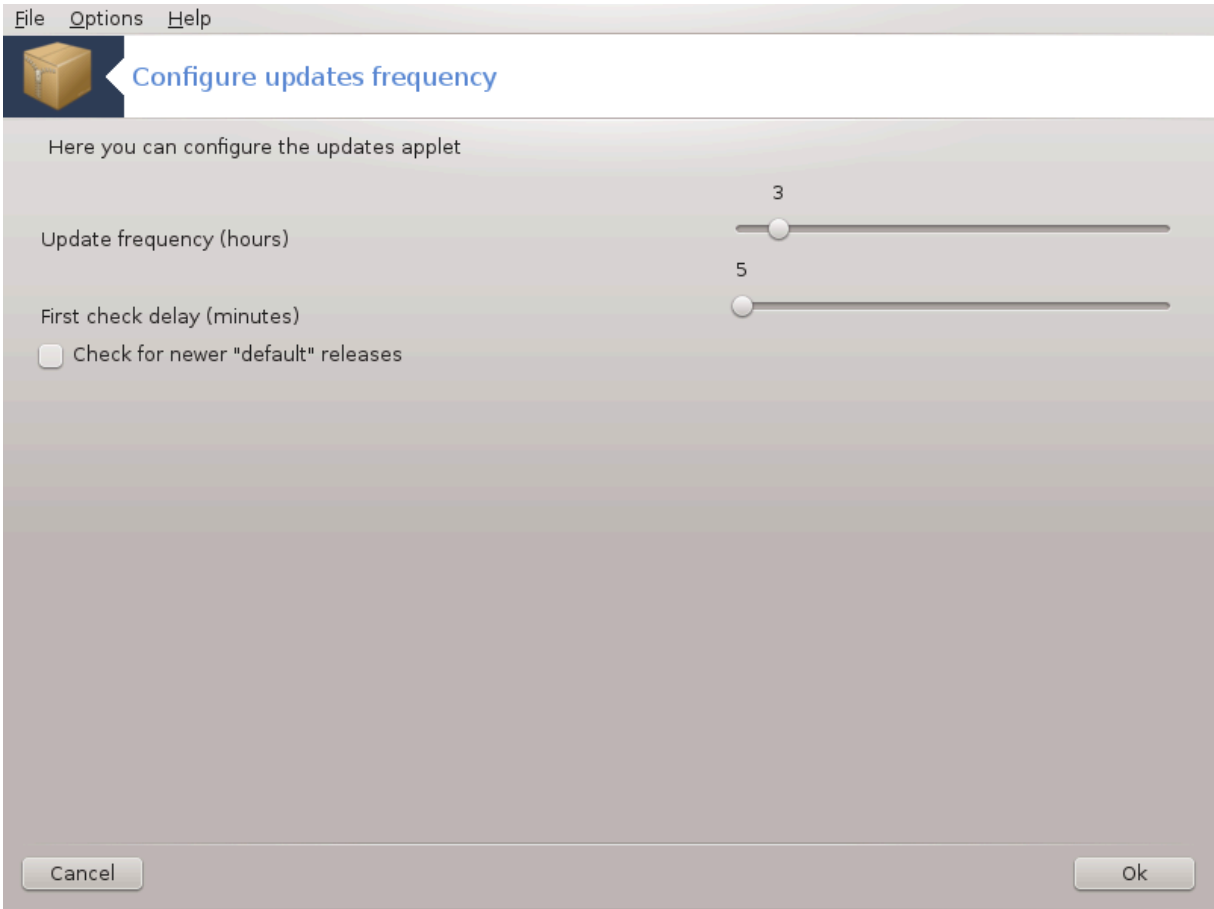 File Options Help
Configure updates frequency
Here you can configure the updates applet
3
Update frequency (hours)
5
First check delay (minutes)
Check for newer "default" releases
Cancel Ok